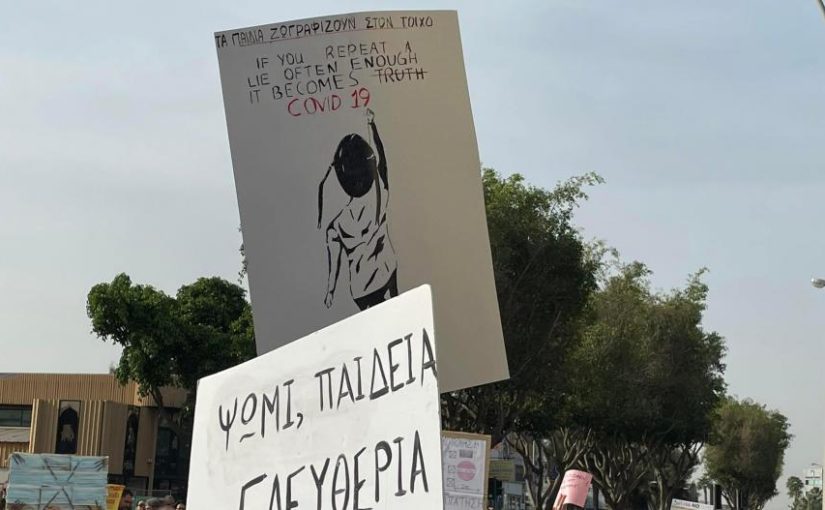 ΤΑ ΠΑΙΔΙΑ ΖΩΓΡΑΦΙΖΟΥΝ ΣΤΟΝ ΤΟΙΧΟ
IF YOU REPEAT A
LIE OFTEN ENOUGH
IT BECOMES TRUTH
COVID 19
ΨΩΜΙ, ΠΑΙΔΕΙΑ
ΕΛΕΥΘΕΡΙΑ